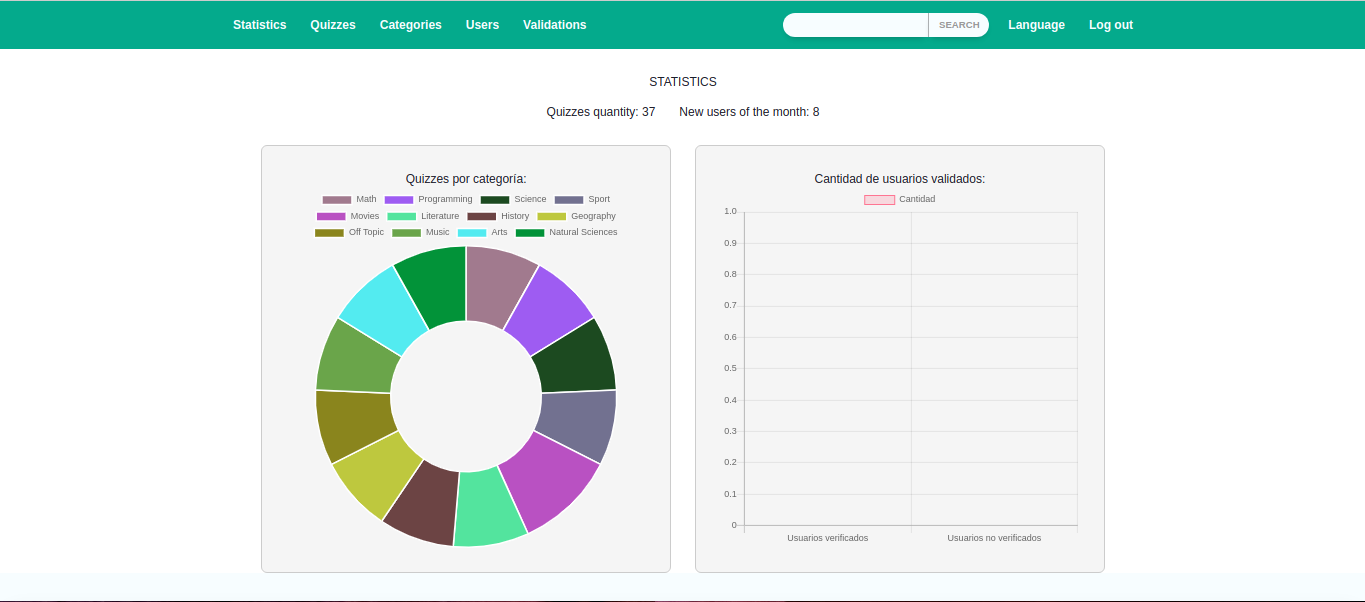 Statistics Quizzes Categories Users Validations SEARCH Language Log out
STATISTICS
Quizzes quantity: 37 New users of the month: 8
Quizzes por categoría:
Math Programming Science Sport
Movies Literature History Geography
Off Topic Music Arts Natural Sciences
Cantidad de usuarios validados:
Cantidad
1.0
0.9
0.8
0.7
0.6
0.5
0.4
0.3
0.2
0.1
0
Usuarios verificados Usuarios no verificados